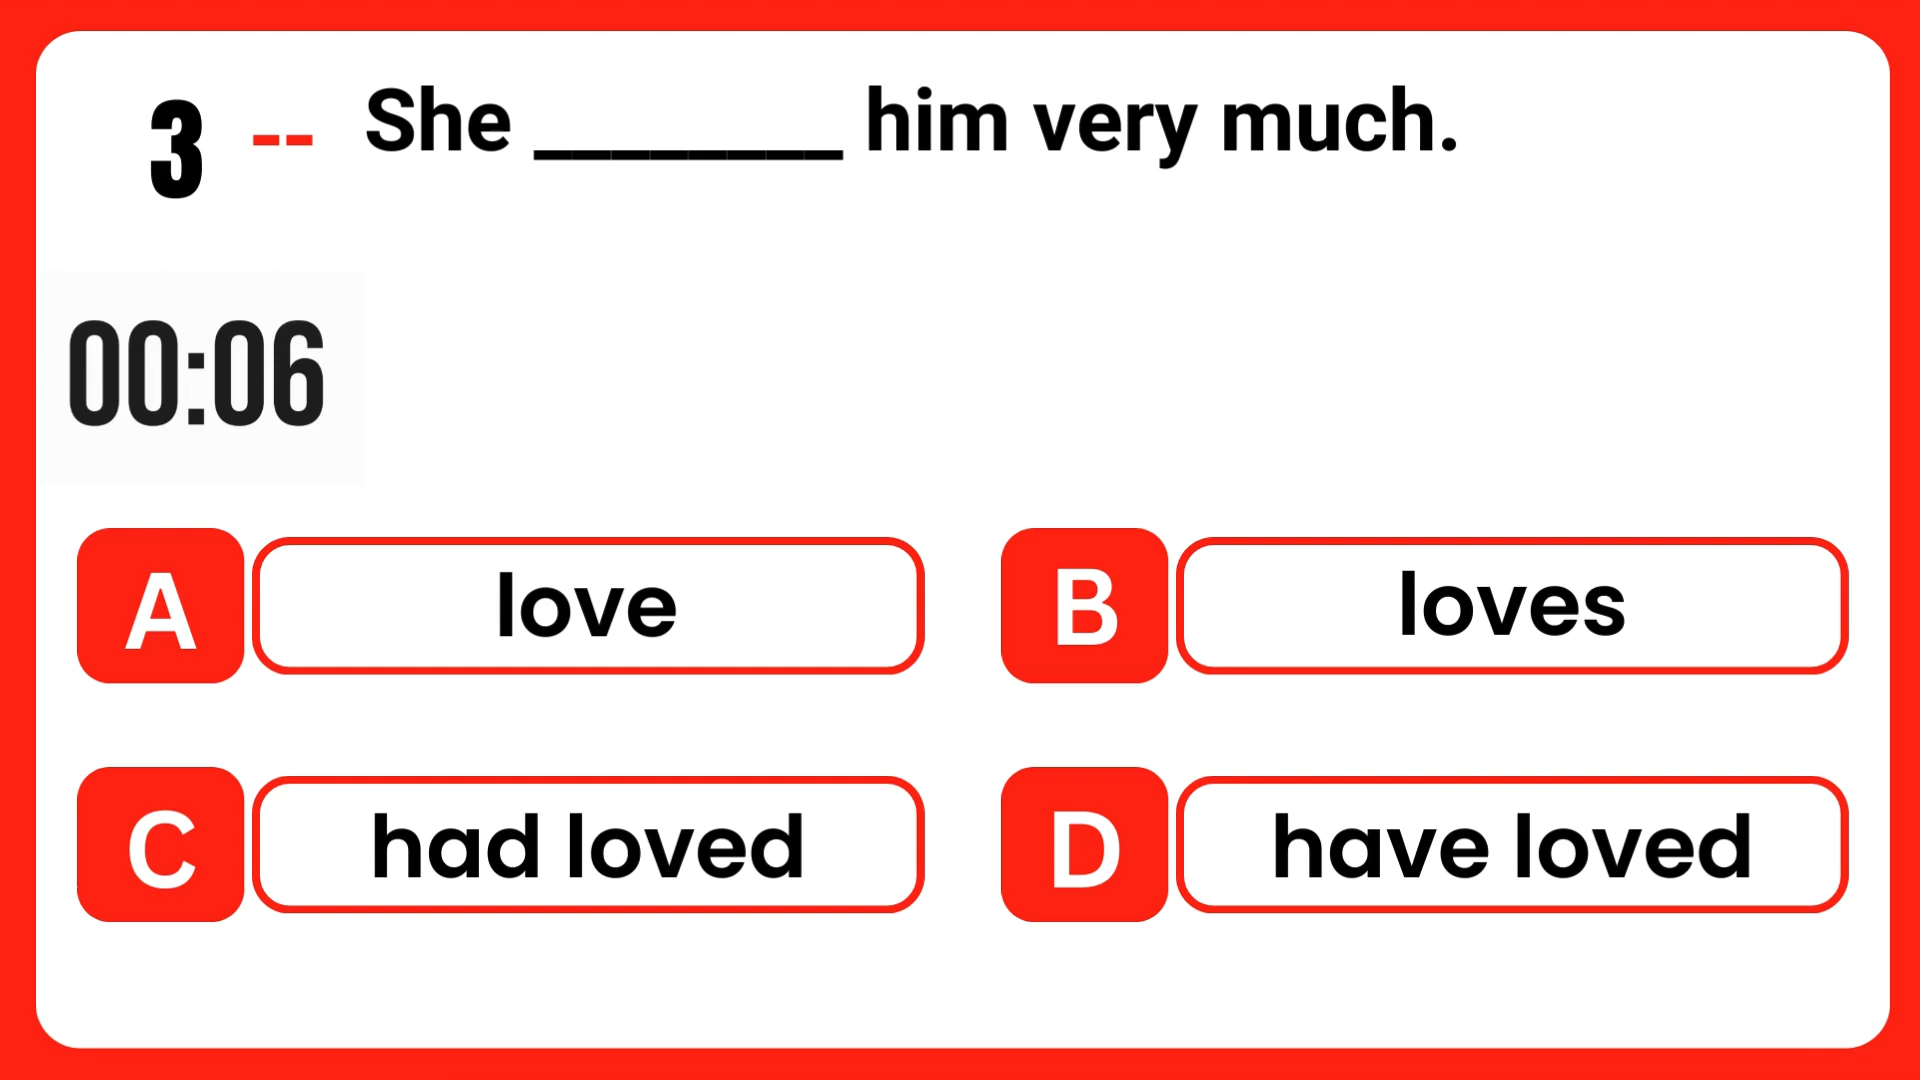 3 -- She ________ him very much.
00:06
A love
B loves
C had loved
D have loved